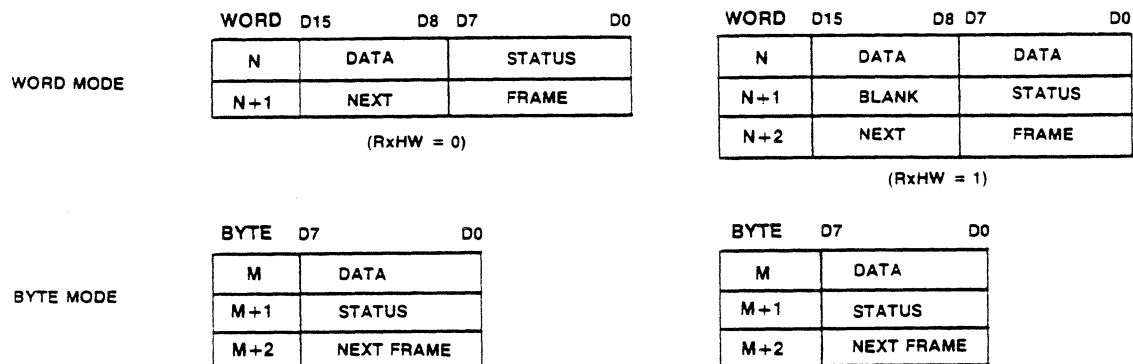 WORD D15 D8 D7 D0
N DATA STATUS
N+1 NEXT FRAME
(RxHW = 0)
WORD MODE
WORD D15 D8 D7 D0
N DATA DATA
N+1 BLANK STATUS
N+2 NEXT FRAME
(RxHW = 1)
BYTE D7 D0
M DATA
M+1 STATUS
M+2 NEXT FRAME
BYTE MODE
BYTE D7 D0
M DATA
M+1 STATUS
M+2 NEXT FRAME